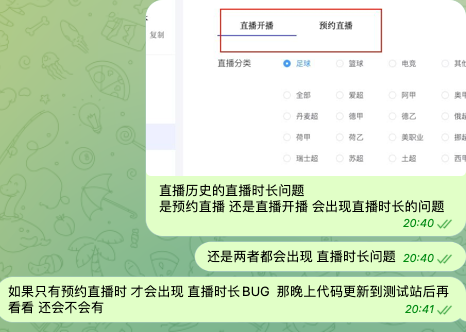 复制
直播开播 预约直播
直播分类 足球 篮球 电竞 其
全部 爱超 阿甲 奥甲
丹麦超 德甲 德乙 俄超
荷甲 荷乙 美职业 挪超
瑞士超 苏超 土超 西甲
直播历史的直播时长问题
是预约直播 还是直播开播 会出现直播时长的问题
20:40
还是两者都会出现 直播时长问题 20:40
如果只有预约直播时 才会出现 直播时长BUG 那晚上代码更新到测试站后再
看看 还会不会有
20:41